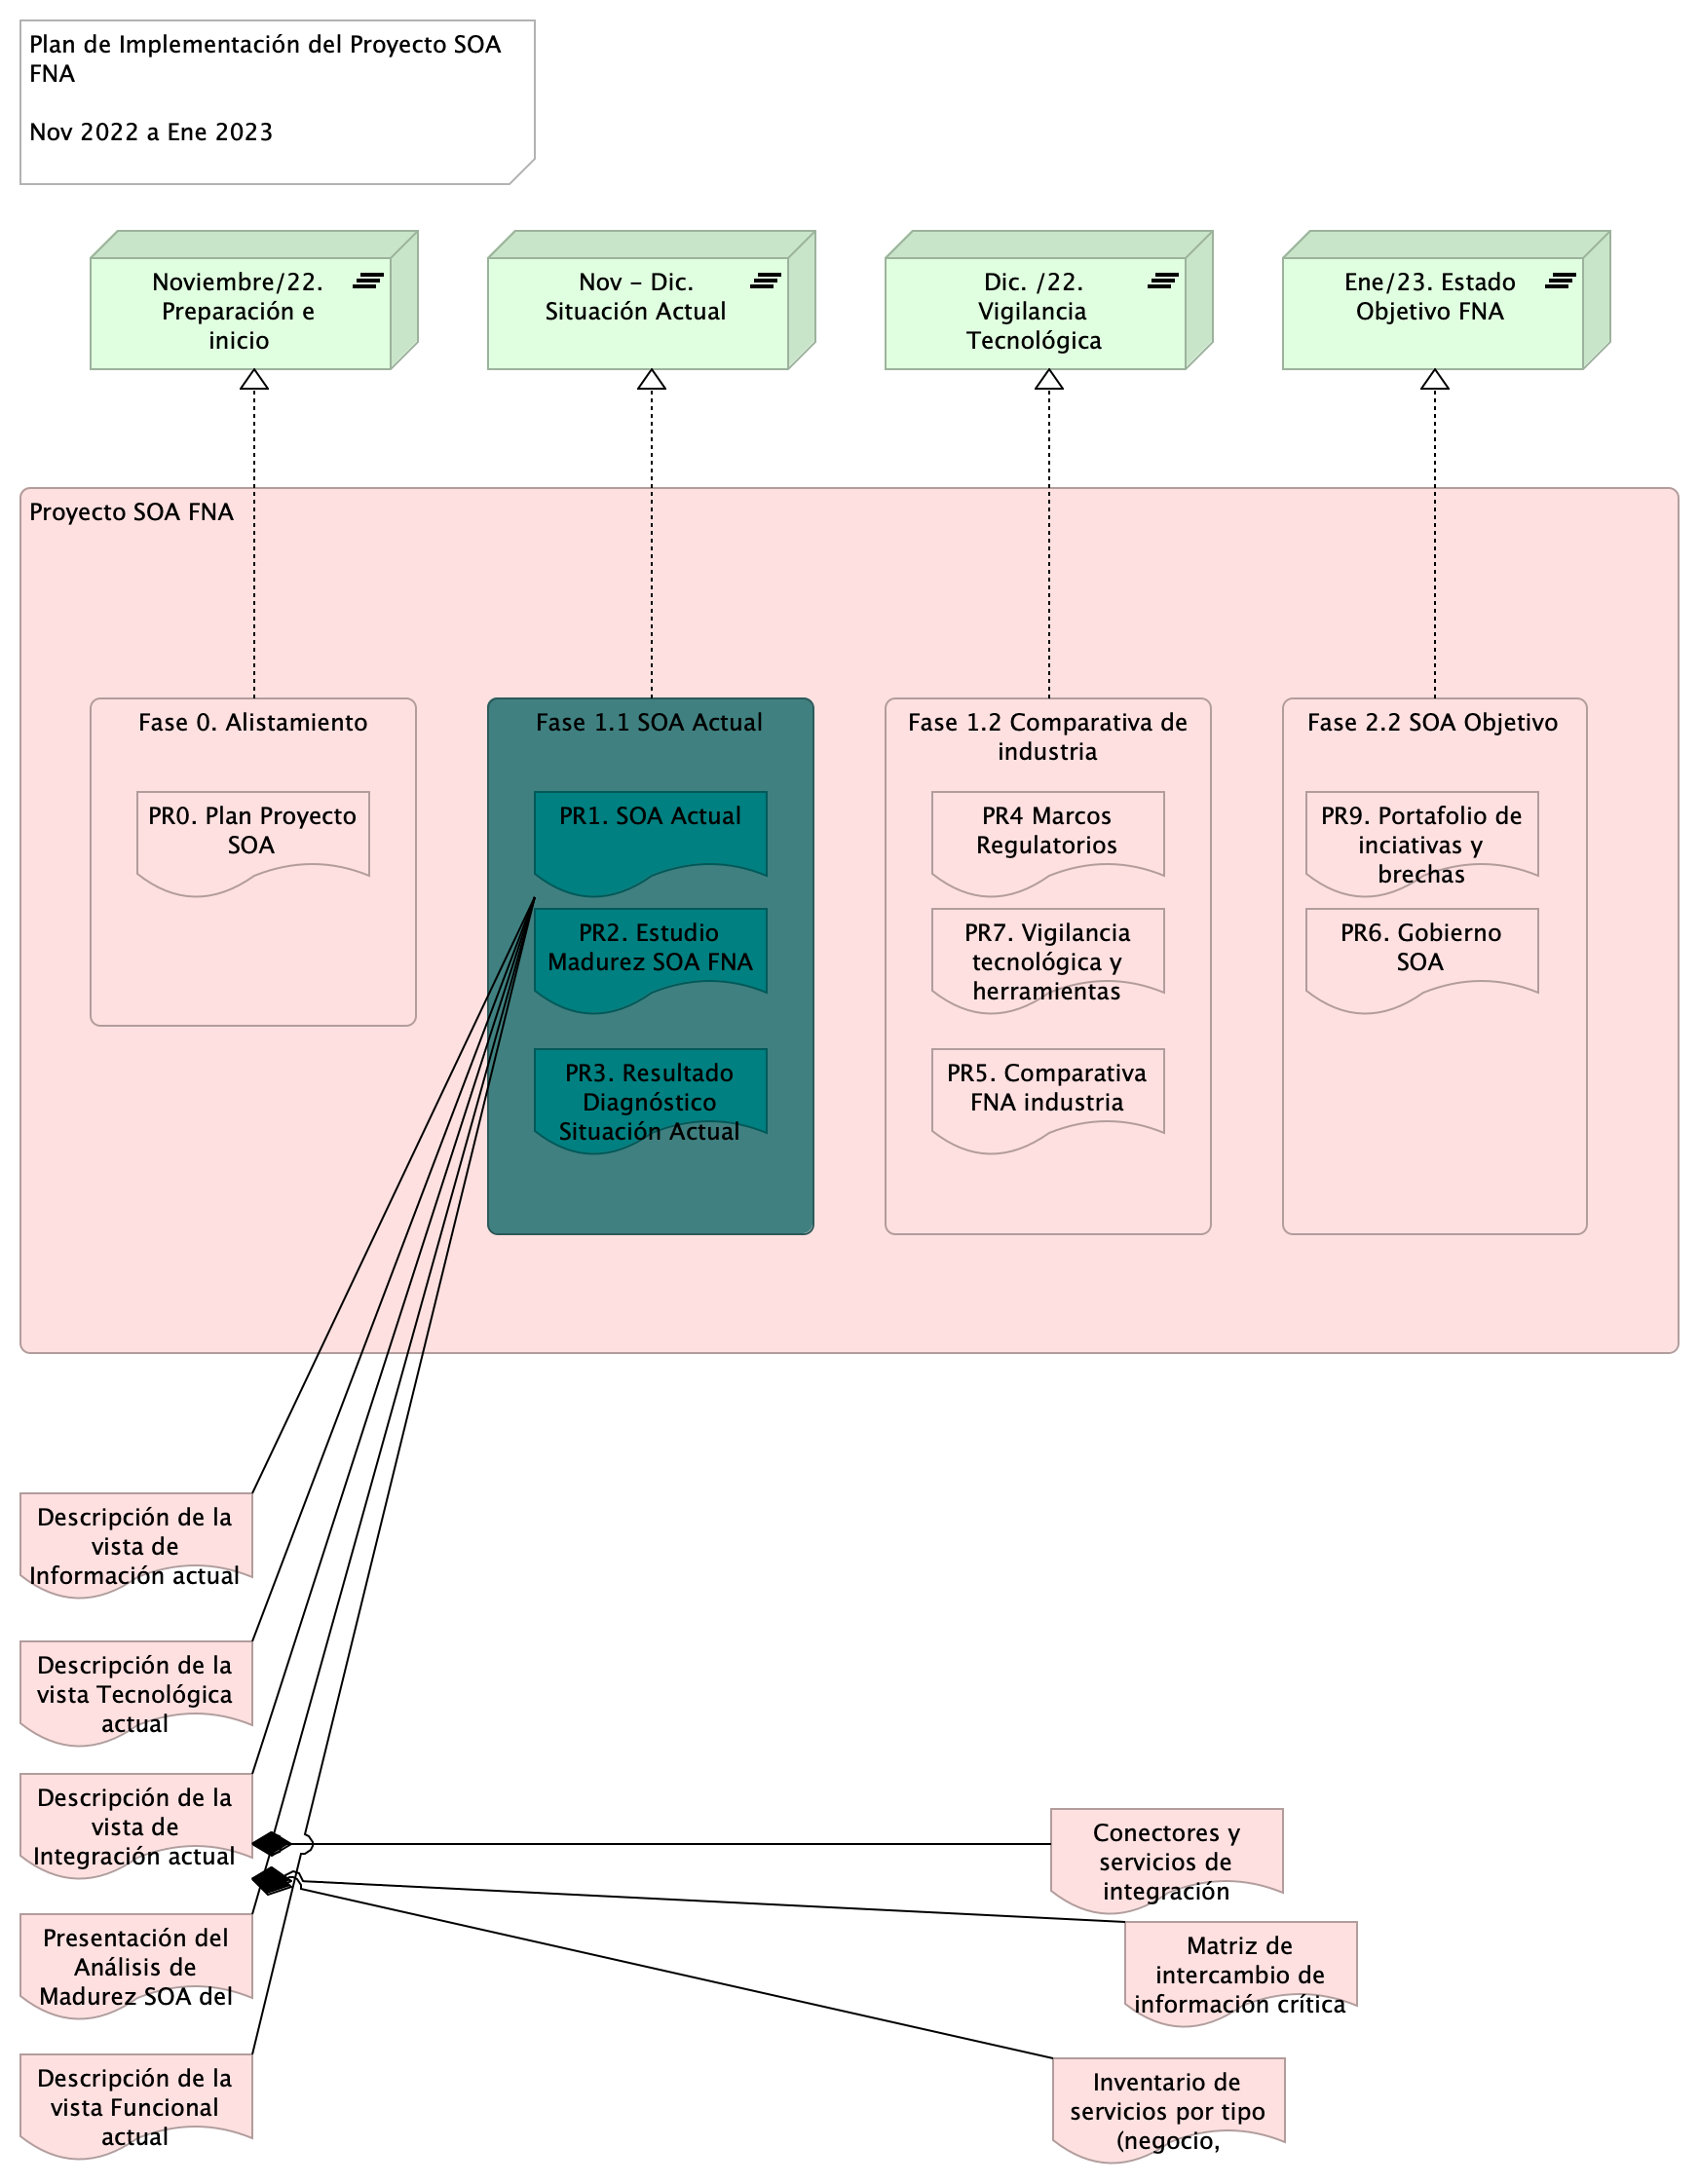 Plan de Implementación del Proyecto SOA
FNA
Nov 2022 a Ene 2023
Noviembre/22.
Preparación e
inicio
Nov - Dic.
Situación Actual
Dic. /22.
Vigilancia
Tecnológica
Ene/23. Estado
Objetivo FNA
Proyecto SOA FNA
Fase 0. Alistamiento
PR0. Plan Proyecto
SOA
Fase 1.1 SOA Actual
PR1. SOA Actual
PR2. Estudio
Madurez SOA FNA
PR3. Resultado
Diagnóstico
Situación Actual
Fase 1.2 Comparativa de
industria
PR4 Marcos
Regulatorios
PR7. Vigilancia
tecnológica y
herramientas
PR5. Comparativa
FNA industria
Fase 2.2 SOA Objetivo
PR9. Portafolio de
inciativas y
brechas
PR6. Gobierno
SOA
Descripción de la
vista de
Información actual
Descripción de la
vista Tecnológica
actual
Descripción de la
vista de
Integración actual
Presentación del
Análisis de
Madurez SOA del
Descripción de la
vista Funcional
actual
Conectores y
servicios de
integración
Matriz de
intercambio de
información crítica
Inventario de
servicios por tipo
(negocio,